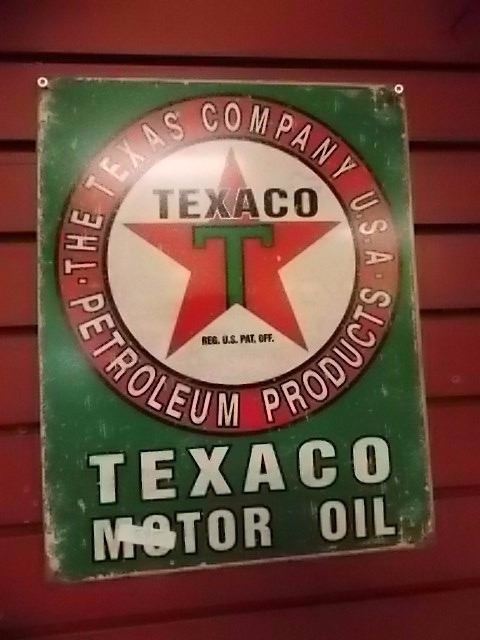 THE TEXAS COMPANY U.S.A.
TEXACO
T
REG. U.S. PAT. OFF.
PETROLEUM PRODUCTS
TEXACO
MOTOR OIL